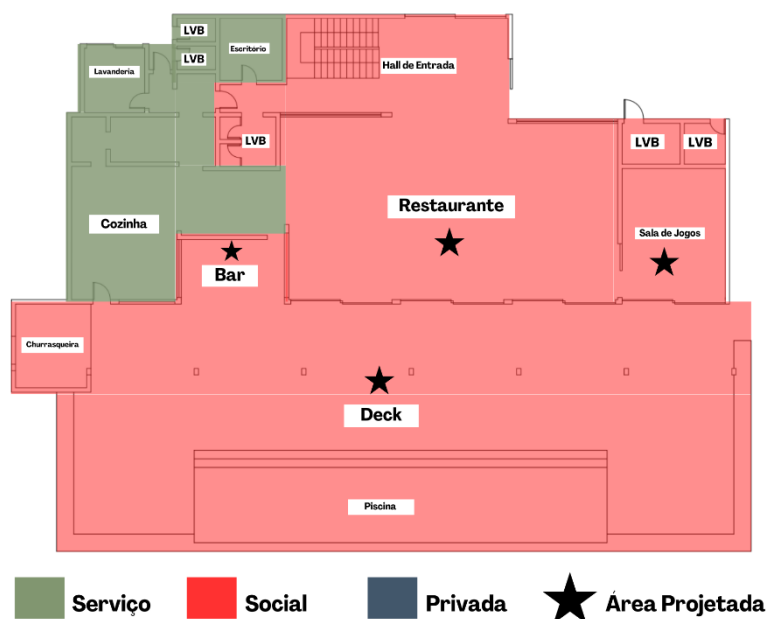 LVB
Escritório
LVB
Hall de Entrada
Lavanderia
LVB
LVB
LVB
Restaurante
Cozinha
Sala de Jogos
Bar
Churrasqueira
Deck
Piscina
Serviço
Social
Privada
Área Projetada